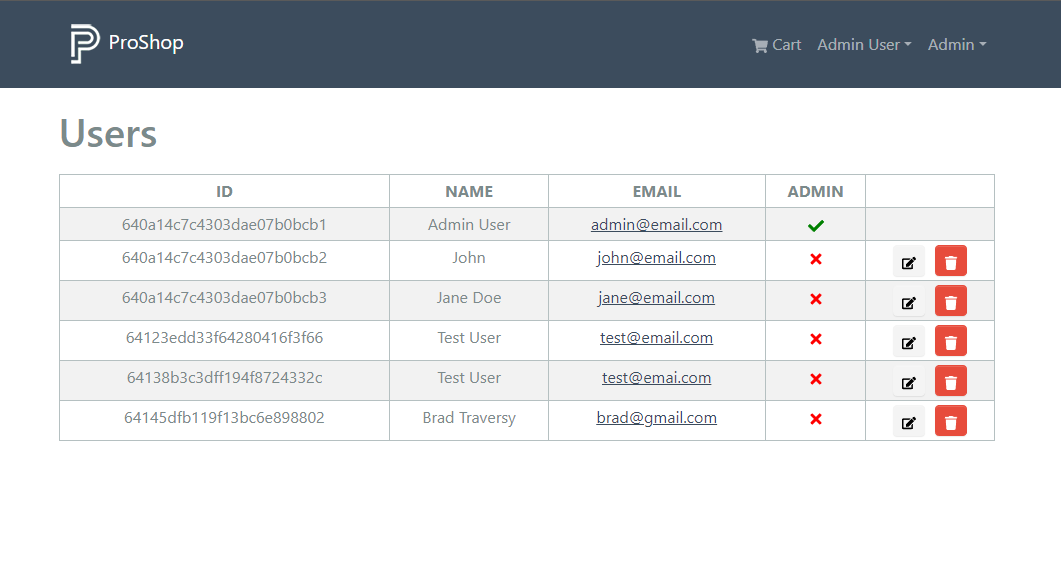 ProShop
Cart Admin User Admin
Users
ID NAME EMAIL ADMIN
640a14c7c4303dae07b0bcb1 Admin User admin@email.com
640a14c7c4303dae07b0bcb2 John john@email.com
640a14c7c4303dae07b0bcb3 Jane Doe jane@email.com
64123edd33f64280416f3f66 Test User test@email.com
64138b3c3dff194f8724332c Test User test@emai.com
64145dfb119f13bc6e898802 Brad Traversy brad@gmail.com